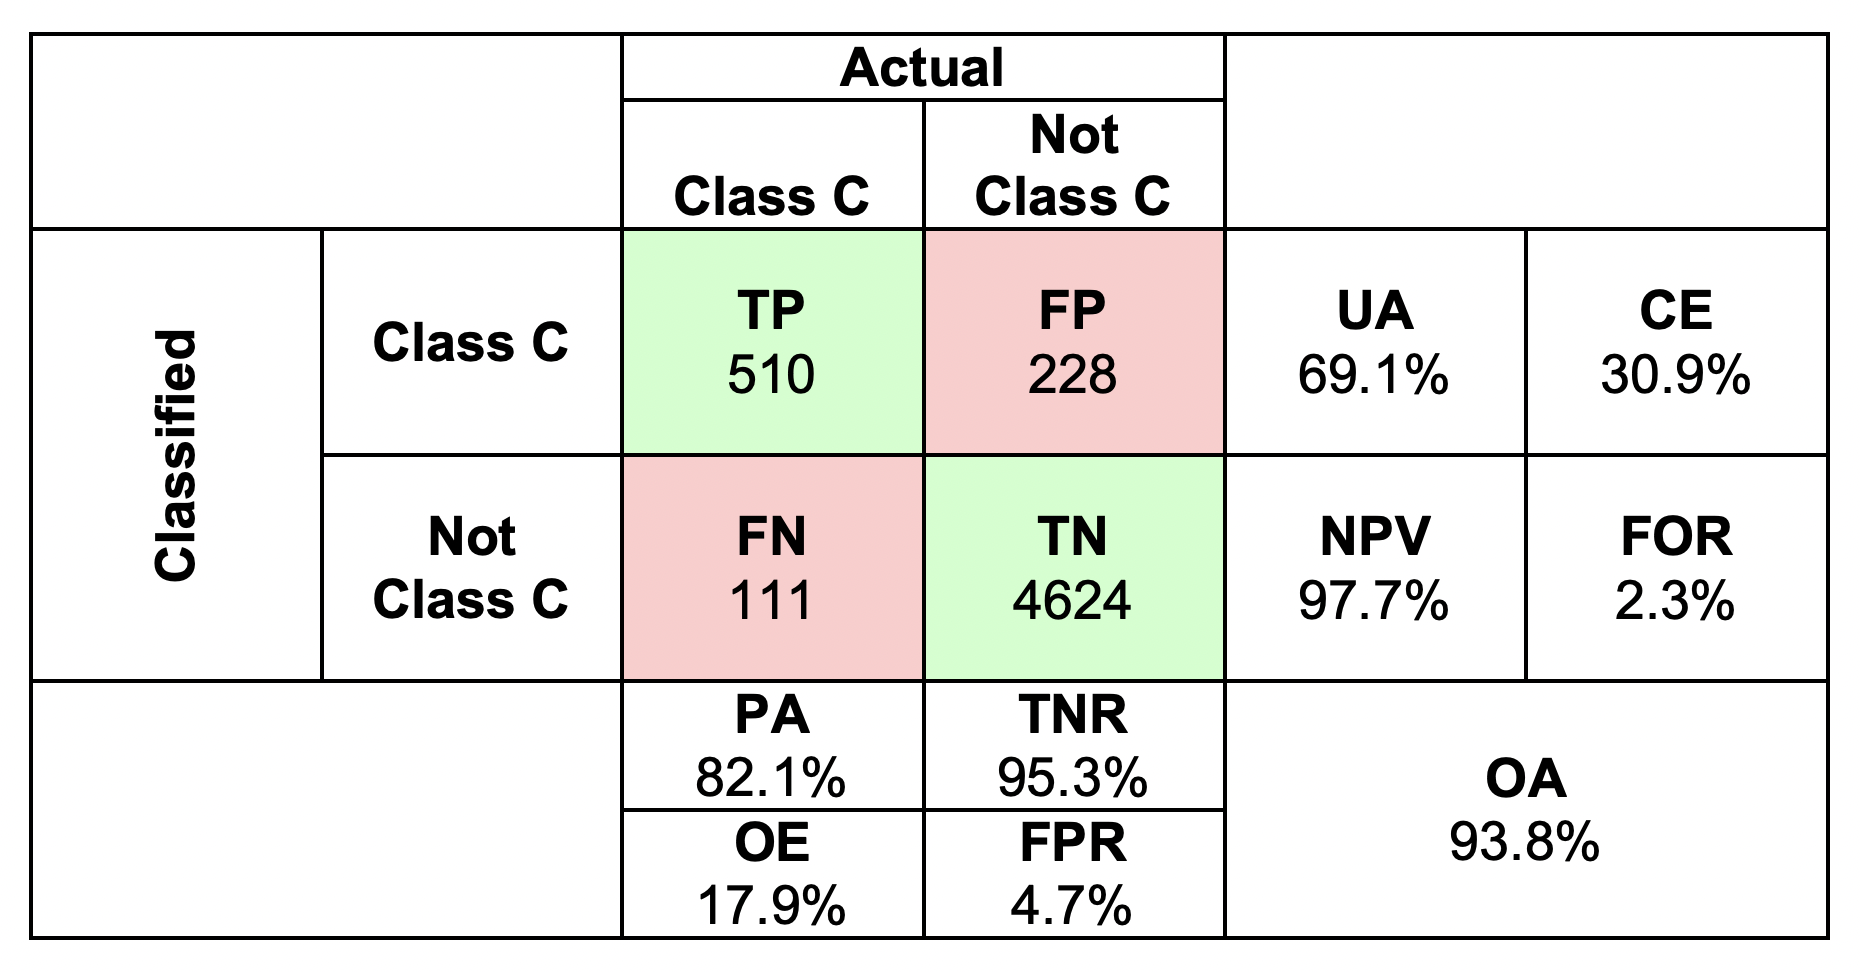 Actual
Class C
Not
Class C
Classified
Class C
TP
510
FP
228
UA
69.1%
CE
30.9%
Not
Class C
FN
111
TN
4624
NPV
97.7%
FOR
2.3%
PA
82.1%
TNR
95.3%
OE
17.9%
FPR
4.7%
OA
93.8%